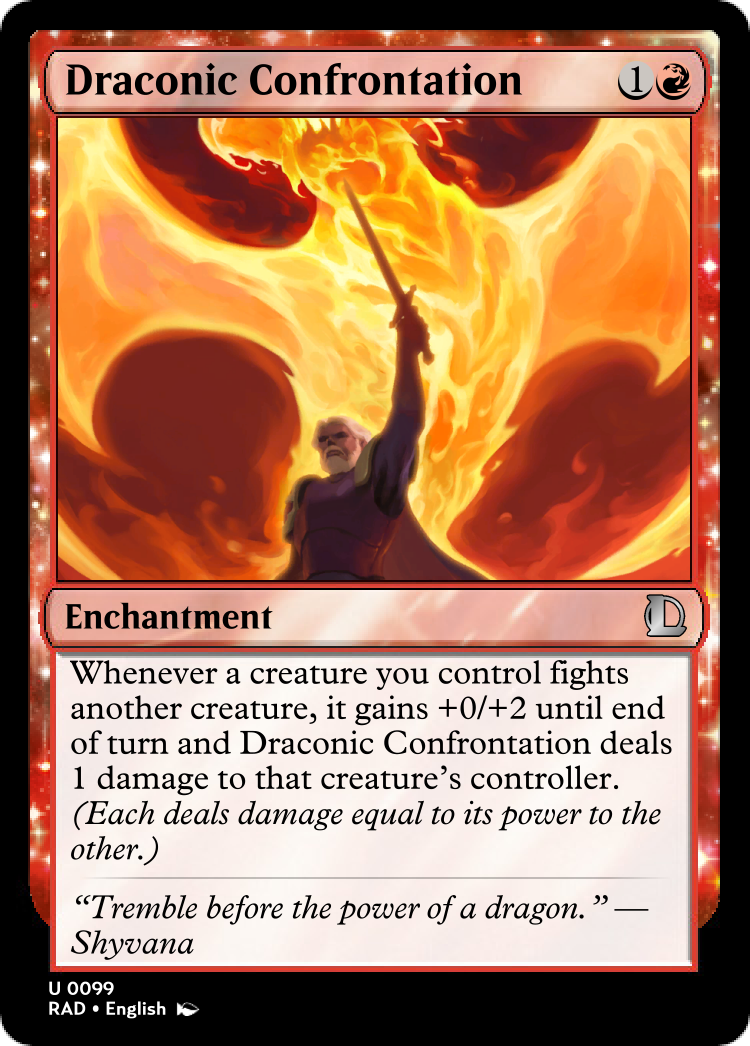 Draconic Confrontation 1
Enchantment
Whenever a creature you control fights
another creature, it gains +0/+2 until end
of turn and Draconic Confrontation deals
1 damage to that creature’s controller.
(Each deals damage equal to its power to the
other.)
“Tremble before the power of a dragon.” —
Shyvana
U 0099
RAD • English